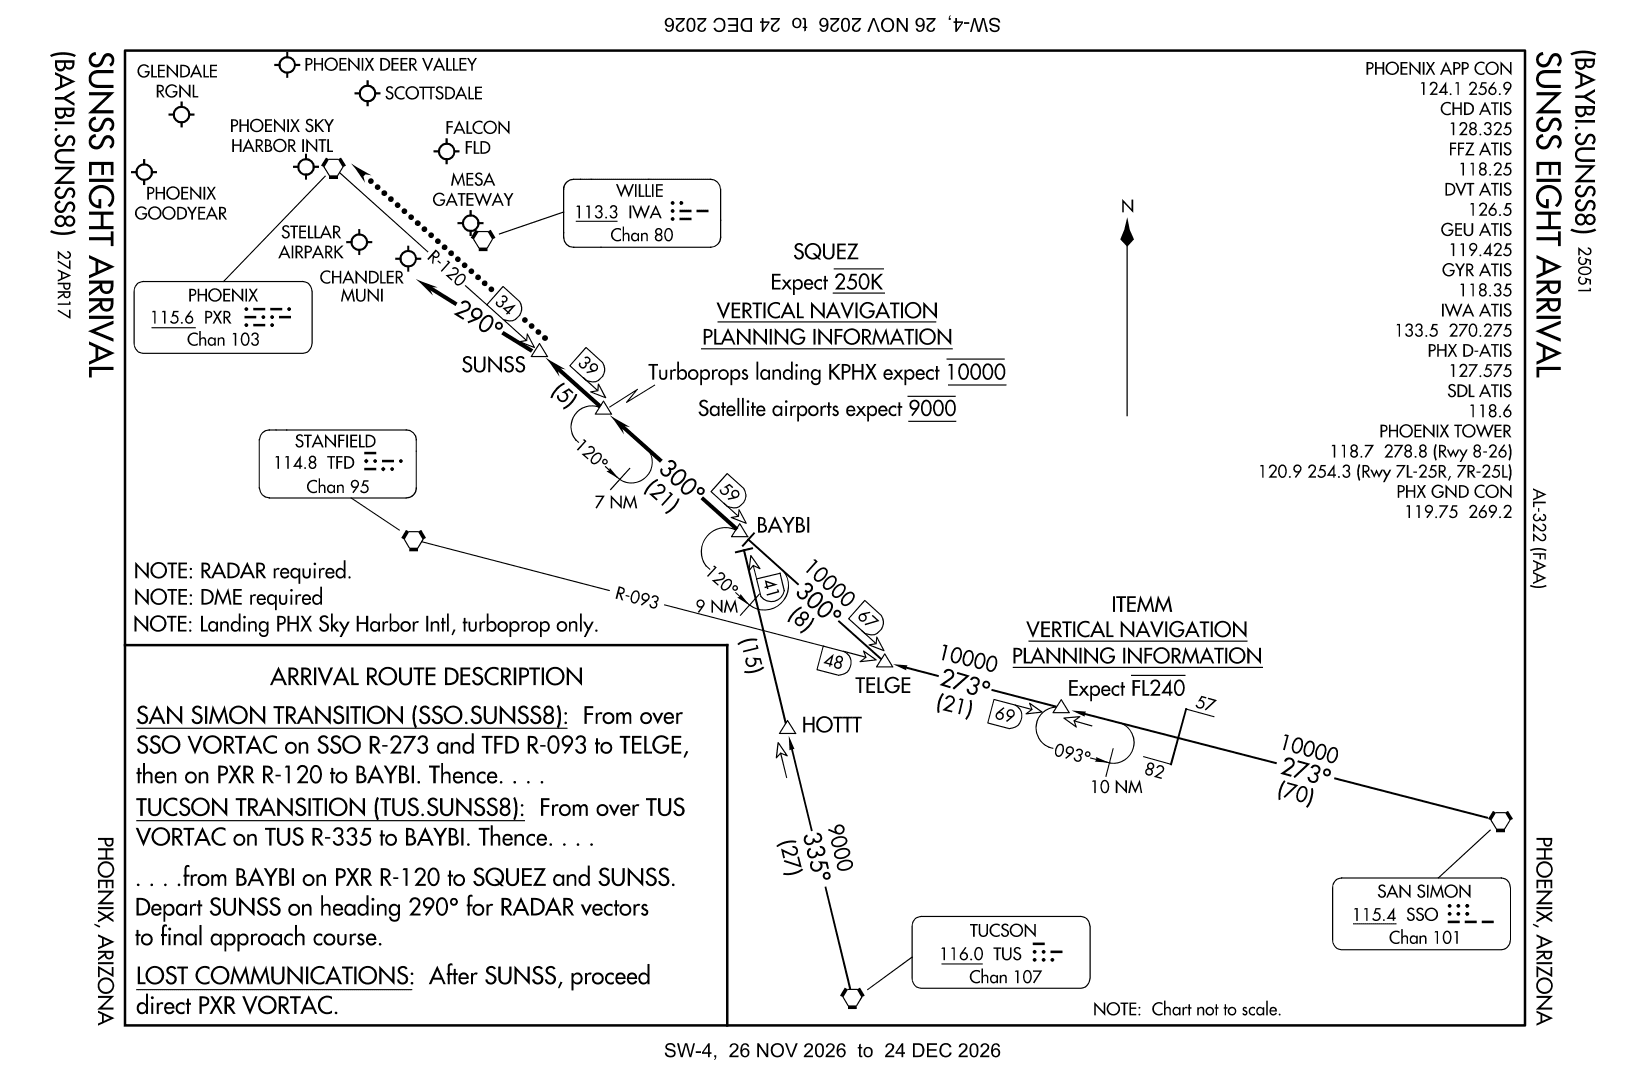 SW-4, 26 NOV 2026 to 24 DEC 2026
(BAYBI.SUNSS8) 27APR17
SUNSS EIGHT ARRIVAL
PHOENIX, ARIZONA
(BAYBI.SUNSS8) 25051
SUNSS EIGHT ARRIVAL
AL-322 (FAA)
PHOENIX, ARIZONA
GLENDALE
RGNL
PHOENIX DEER VALLEY
SCOTTSDALE
PHOENIX SKY
HARBOR INTL
FALCON
FLD
PHOENIX
GOODYEAR
MESA
GATEWAY
STELLAR
AIRPARK
CHANDLER
MUNI
WILLIE
113.3 IWA
Chan 80
PHOENIX
115.6 PXR
Chan 103
R-120
34
290°
SUNSS
39
(5)
SQUEZ
Expect 250K
VERTICAL NAVIGATION
PLANNING INFORMATION
Turboprops landing KPHX expect 10000
Satellite airports expect 9000
N
PHOENIX APP CON
124.1 256.9
CHD ATIS
128.325
FFZ ATIS
118.25
DVT ATIS
126.5
GEU ATIS
119.425
GYR ATIS
118.35
IWA ATIS
133.5 270.275
PHX D-ATIS
127.575
SDL ATIS
118.6
PHOENIX TOWER
118.7 278.8 (Rwy 8-26)
120.9 254.3 (Rwy 7L-25R, 7R-25L)
PHX GND CON
119.75 269.2
STANFIELD
114.8 TFD
Chan 95
120°
7 NM
300°
(21)
59
BAYBI
120°
9 NM
41
10000
300°
(8)
67
R-093
48
TELGE
(15)
HOTTT
9000
335°
(27)
10000
273°
(21)
69
ITEMM
VERTICAL NAVIGATION
PLANNING INFORMATION
Expect FL240
093°
10 NM
57
82
10000
273°
(70)
SAN SIMON
115.4 SSO
Chan 101
TUCSON
116.0 TUS
Chan 107
NOTE: Chart not to scale.
NOTE: RADAR required.
NOTE: DME required
NOTE: Landing PHX Sky Harbor Intl, turboprop only.
ARRIVAL ROUTE DESCRIPTION
SAN SIMON TRANSITION (SSO.SUNSS8): From over
SSO VORTAC on SSO R-273 and TFD R-093 to TELGE,
then on PXR R-120 to BAYBI. Thence. . . .
TUCSON TRANSITION (TUS.SUNSS8): From over TUS
VORTAC on TUS R-335 to BAYBI. Thence. . . .
. . . .from BAYBI on PXR R-120 to SQUEZ and SUNSS.
Depart SUNSS on heading 290° for RADAR vectors
to final approach course.
LOST COMMUNICATIONS: After SUNSS, proceed
direct PXR VORTAC.
SW-4, 26 NOV 2026 to 24 DEC 2026